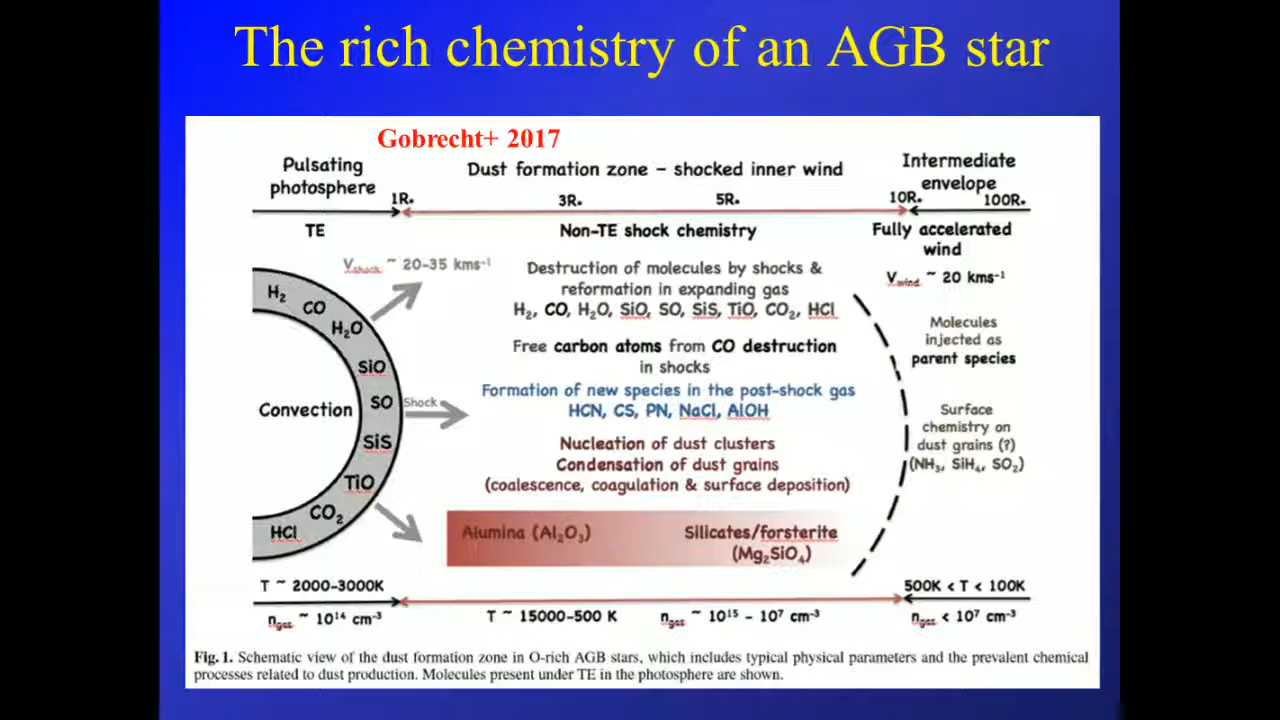 The rich chemistry of an AGB star
Gobrecht+ 2017
Pulsating
photosphere
Dust formation zone – shocked inner wind
Intermediate
envelope
1R*
3R*
5R*
10R*
100R*
TE
Non-TE shock chemistry
Fully accelerated
wind
Vshock ~ 20-35 kms⁻¹
Vwind ~ 20 kms⁻¹
Destruction of molecules by shocks &
reformation in expanding gas
H₂, CO, H₂O, SiO, SO, SiS, TiO, CO₂, HCl
Free carbon atoms from CO destruction
in shocks
Formation of new species in the post-shock gas
HCN, CS, PN, NaCl, AlOH
Nucleation of dust clusters
Condensation of dust grains
(coalescence, coagulation & surface deposition)
Alumina (Al₂O₃)
Silicates/forsterite
(Mg₂SiO₄)
H₂
CO
H₂O
SiO
SO
SiS
TiO
CO₂
HCl
Convection
Shock
Molecules
injected as
parent species
Surface
chemistry on
dust grains (?)
(NH₃, SiH₄, SO₂)
T ~ 2000-3000K
ngas ~ 10¹⁴ cm⁻³
T ~ 15000-500 K
ngas ~ 10¹⁵ - 10⁷ cm⁻³
500K < T < 100K
ngas < 10⁷ cm⁻³
Fig. 1. Schematic view of the dust formation zone in O-rich AGB stars, which includes typical physical parameters and the prevalent chemical
processes related to dust production. Molecules present under TE in the photosphere are shown.